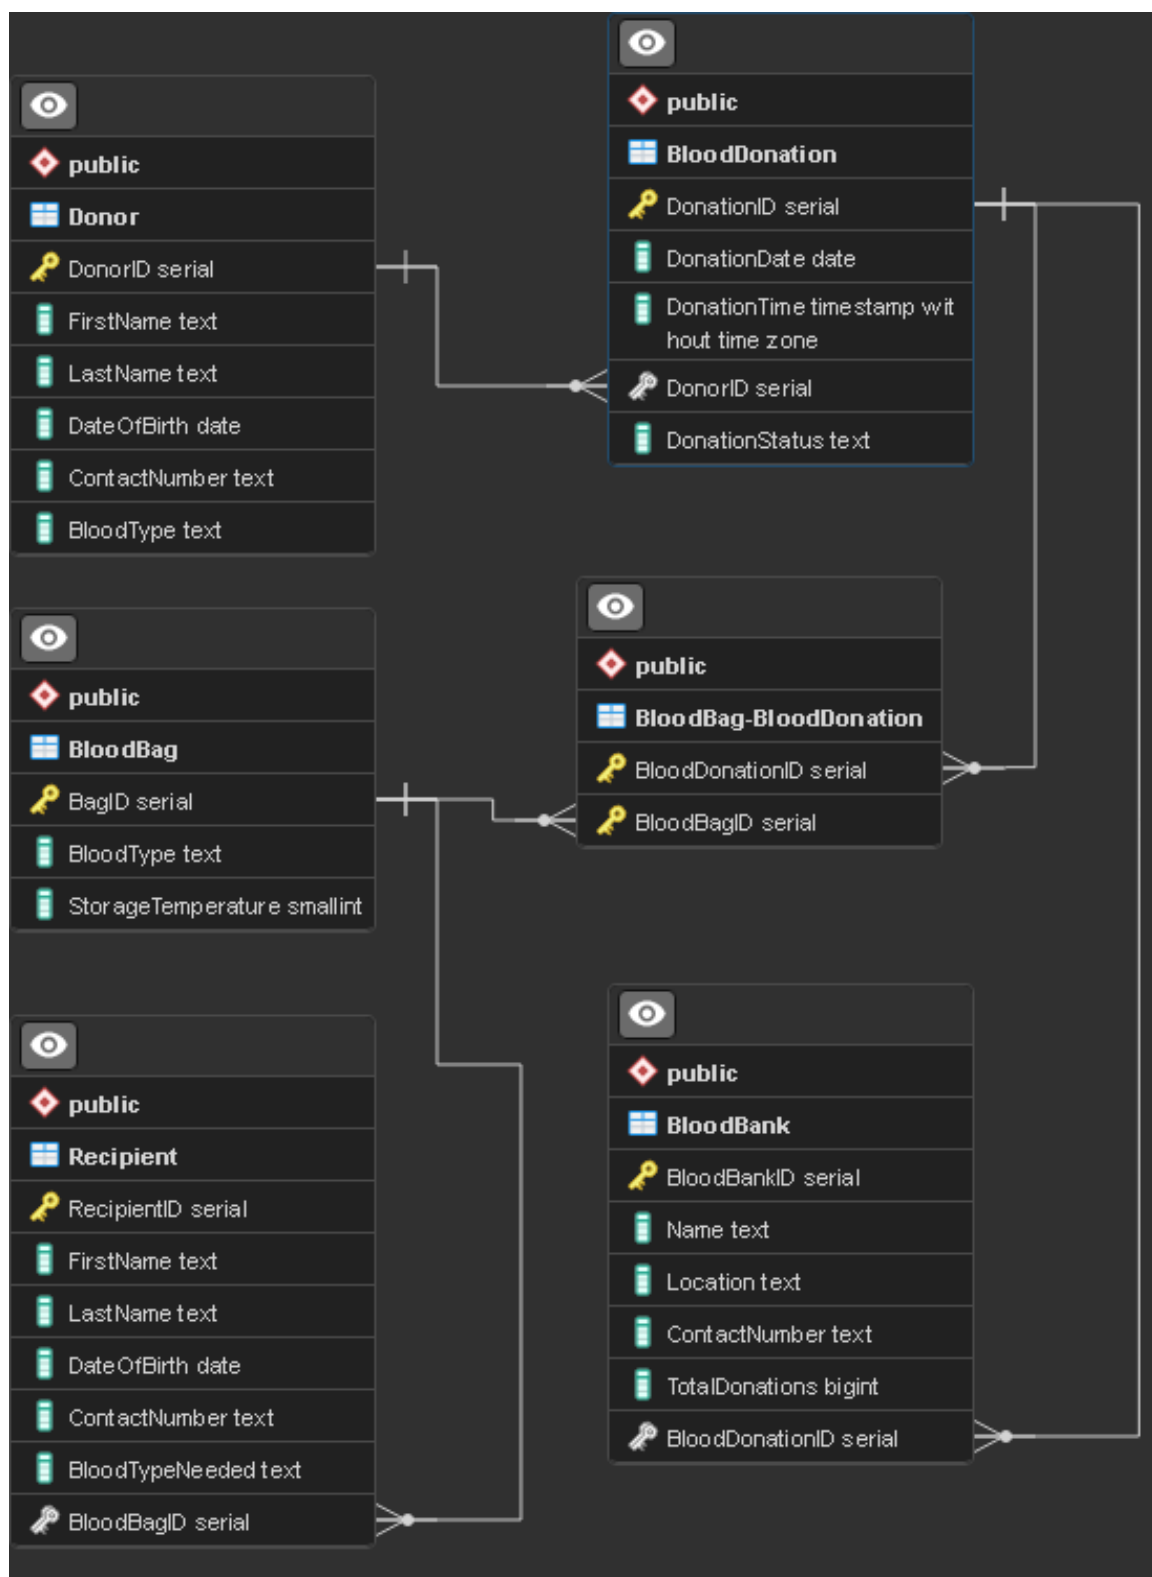 public
Donor
DonorID serial
FirstName text
LastName text
DateOfBirth date
ContactNumber text
BloodType text
public
BloodDonation
DonationID serial
DonationDate date
DonationTime timestamp wit
hout time zone
DonorID serial
DonationStatus text
public
BloodBag
BagID serial
BloodType text
StorageTemperature smallint
public
BloodBag-BloodDonation
BloodDonationID serial
BloodBagID serial
public
Recipient
RecipientID serial
FirstName text
LastName text
DateOfBirth date
ContactNumber text
BloodTypeNeeded text
BloodBagID serial
public
BloodBank
BloodBankID serial
Name text
Location text
ContactNumber text
TotalDonations bigint
BloodDonationID serial